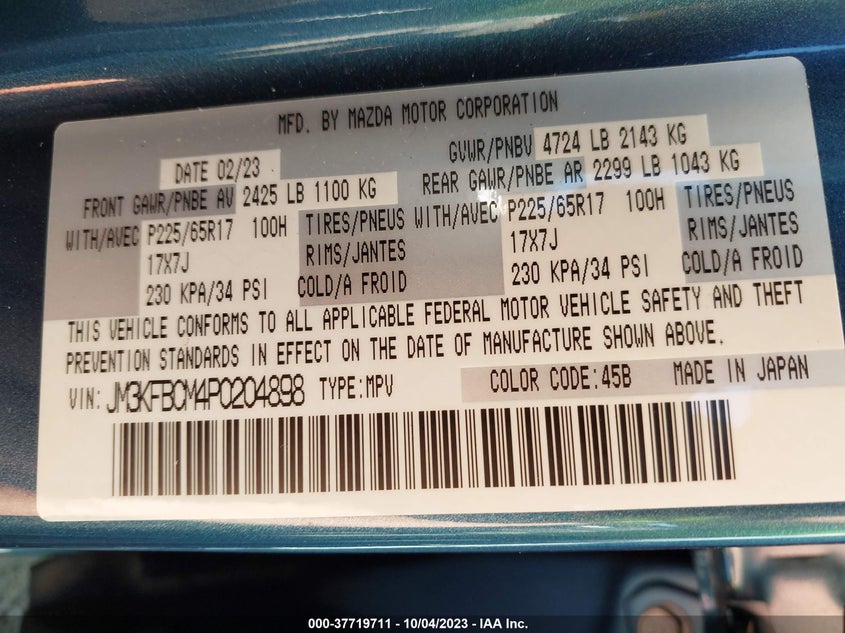 MFD. BY MAZDA MOTOR CORPORATION
DATE 02/23 GVWR/PNBV 4724 LB 2143 KG
FRONT GAWR/PNBE AV 2425 LB 1100 KG REAR GAWR/PNBE AR 2299 LB 1043 KG
WITH/AVEC P225/65R17 100H TIRES/PNEUS WITH/AVEC P225/65R17 100H TIRES/PNEUS
17X7J RIMS/JANTES 17X7J RIMS/JANTES
230 KPA/34 PSI COLD/A FROID 230 KPA/34 PSI COLD/A FROID
THIS VEHICLE CONFORMS TO ALL APPLICABLE FEDERAL MOTOR VEHICLE SAFETY AND THEFT
PREVENTION STANDARDS IN EFFECT ON THE DATE OF MANUFACTURE SHOWN ABOVE.
VIN: JM3KFBCM4P0204898 TYPE:MPV COLOR CODE:45B MADE IN JAPAN
000-37719711 - 10/04/2023 - IAA Inc.